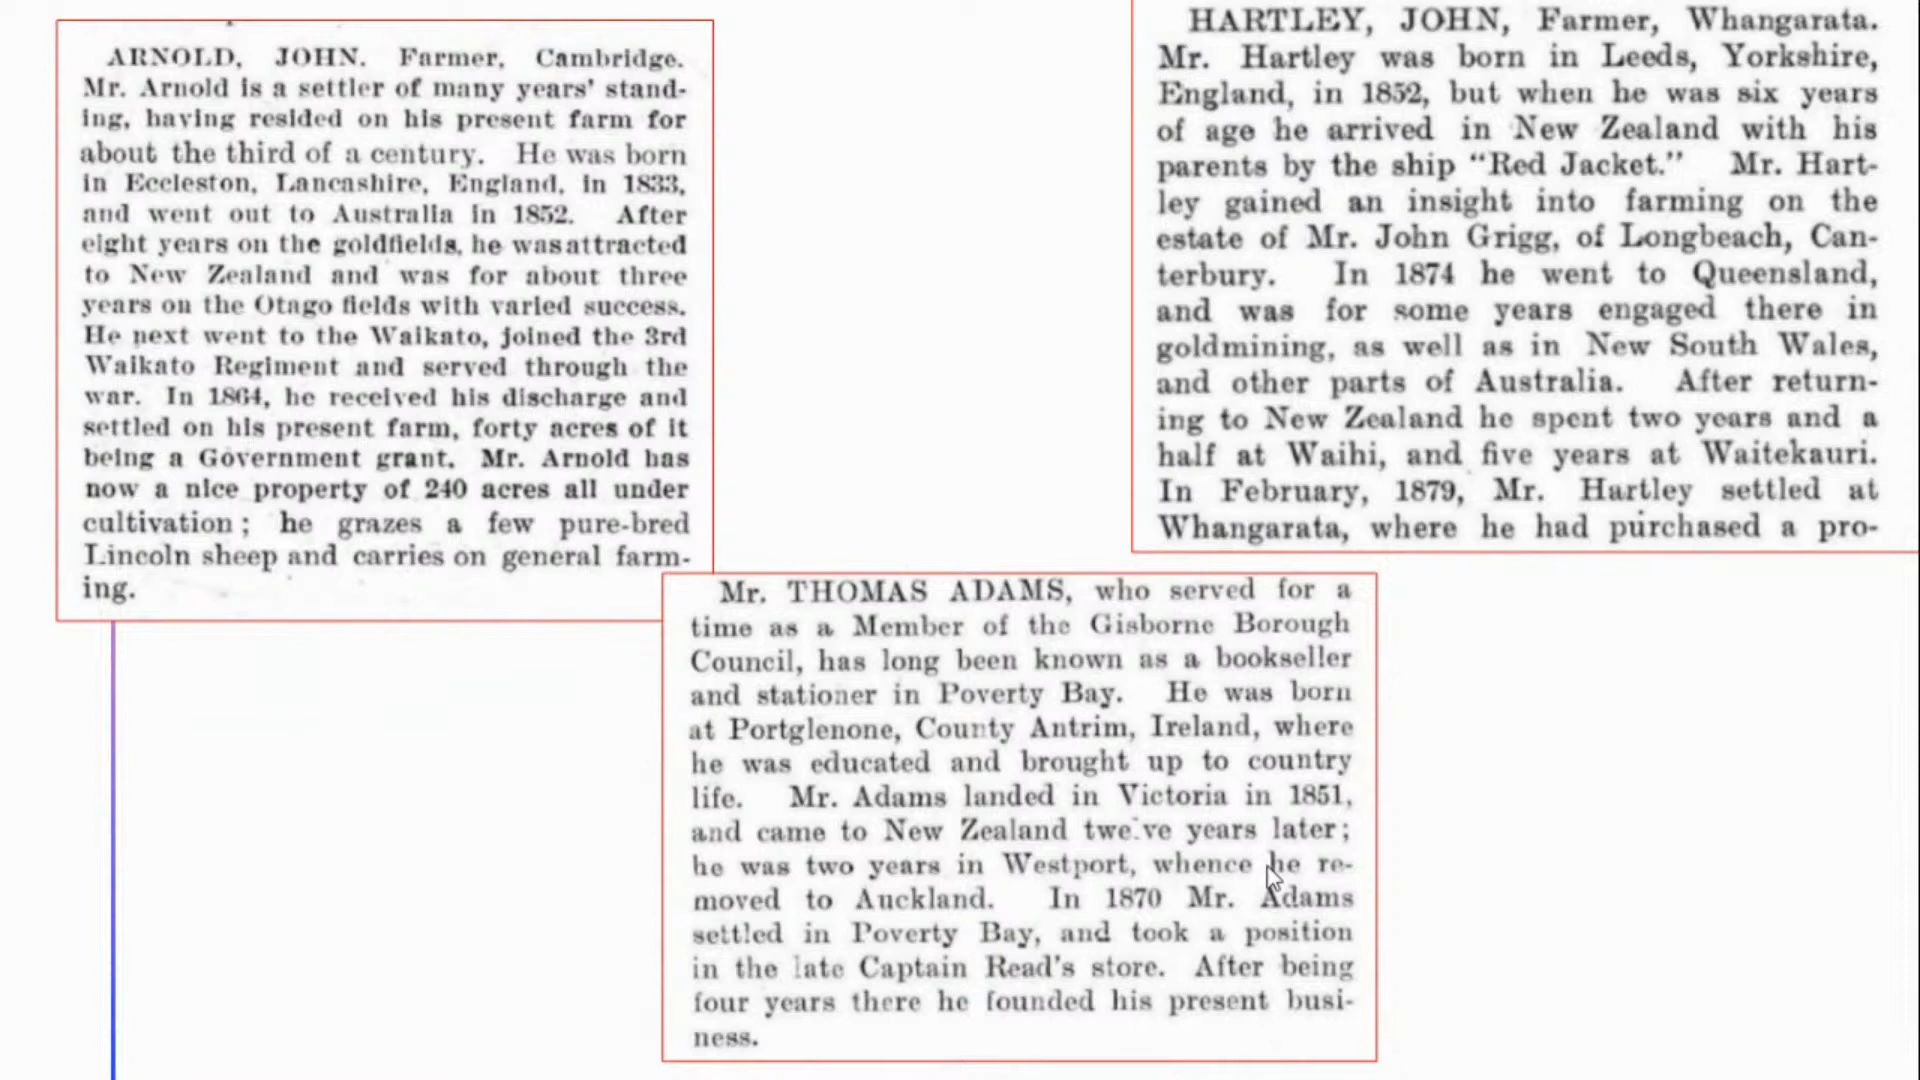 ARNOLD, JOHN. Farmer, Cambridge.
Mr. Arnold is a settler of many years' stand-
ing, having resided on his present farm for
about the third of a century. He was born
in Eccleston, Lancashire, England, in 1833,
and went out to Australia in 1852. After
eight years on the goldfields, he was attracted
to New Zealand and was for about three
years on the Otago fields with varied success.
He next went to the Waikato, joined the 3rd
Waikato Regiment and served through the
war. In 1864, he received his discharge and
settled on his present farm, forty acres of it
being a Government grant. Mr. Arnold has
now a nice property of 240 acres all under
cultivation; he grazes a few pure-bred
Lincoln sheep and carries on general farm-
ing.
HARTLEY, JOHN, Farmer, Whangarata.
Mr. Hartley was born in Leeds, Yorkshire,
England, in 1852, but when he was six years
of age he arrived in New Zealand with his
parents by the ship "Red Jacket." Mr. Hart-
ley gained an insight into farming on the
estate of Mr. John Grigg, of Longbeach, Can-
terbury. In 1874 he went to Queensland,
and was for some years engaged there in
goldmining, as well as in New South Wales,
and other parts of Australia. After return-
ing to New Zealand he spent two years and a
half at Waihi, and five years at Waitekauri.
In February, 1879, Mr. Hartley settled at
Whangarata, where he had purchased a pro-
Mr. THOMAS ADAMS, who served for a
time as a Member of the Gisborne Borough
Council, has long been known as a bookseller
and stationer in Poverty Bay. He was born
at Portglenone, County Antrim, Ireland, where
he was educated and brought up to country
life. Mr. Adams landed in Victoria in 1851,
and came to New Zealand twelve years later;
he was two years in Westport, whence he re-
moved to Auckland. In 1870 Mr. Adams
settled in Poverty Bay, and took a position
in the late Captain Read's store. After being
four years there he founded his present busi-
ness.